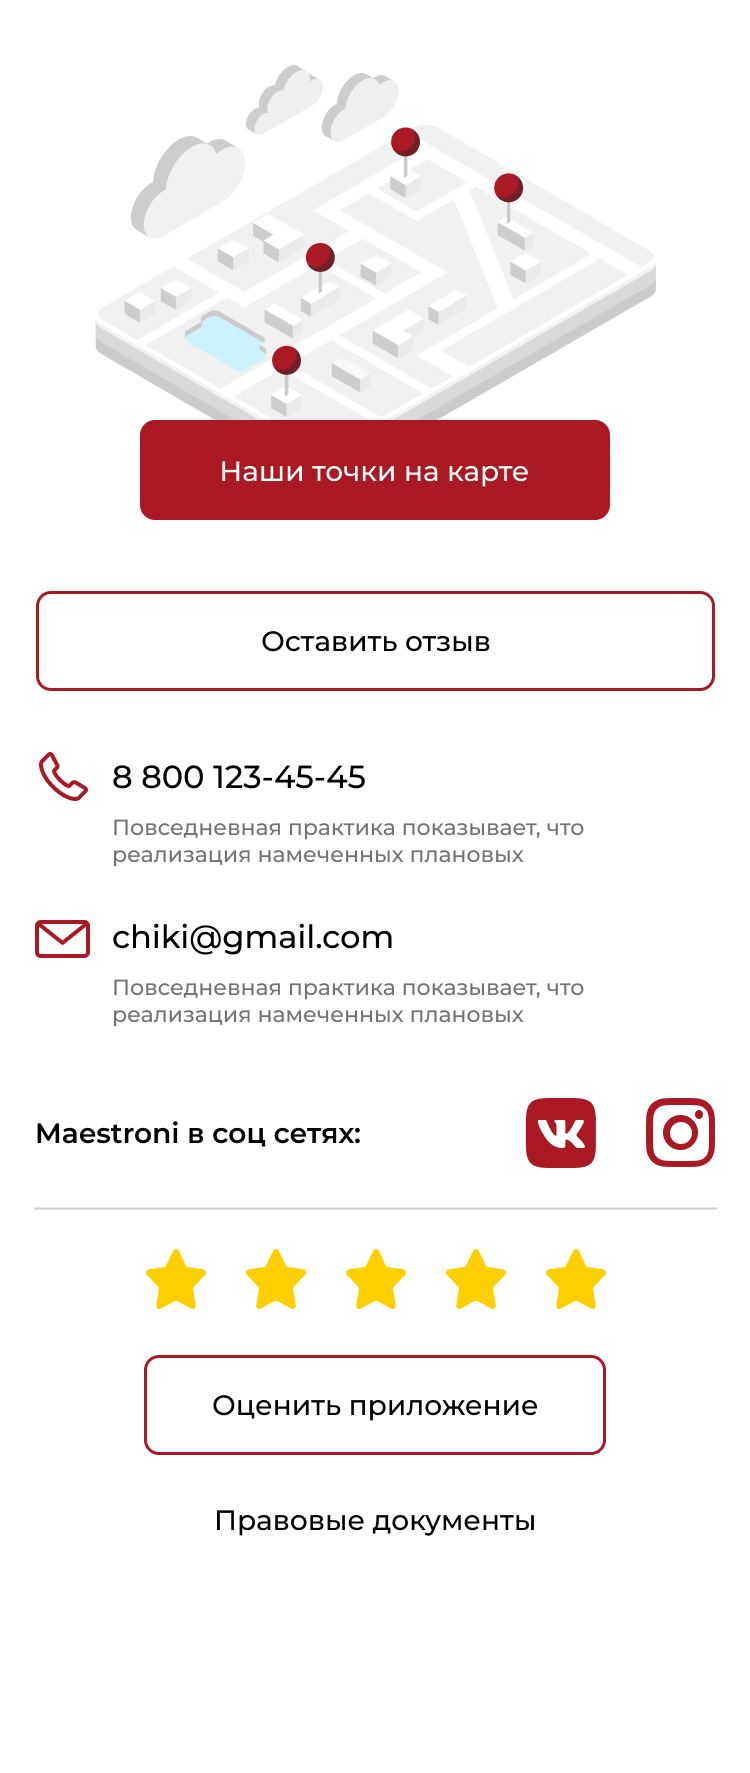 Наши точки на карте
Оставить отзыв
8 800 123-45-45
Повседневная практика показывает, что
реализация намеченных плановых
chiki@gmail.com
Повседневная практика показывает, что
реализация намеченных плановых
Maestroni в соц сетях:
Оценить приложение
Правовые документы